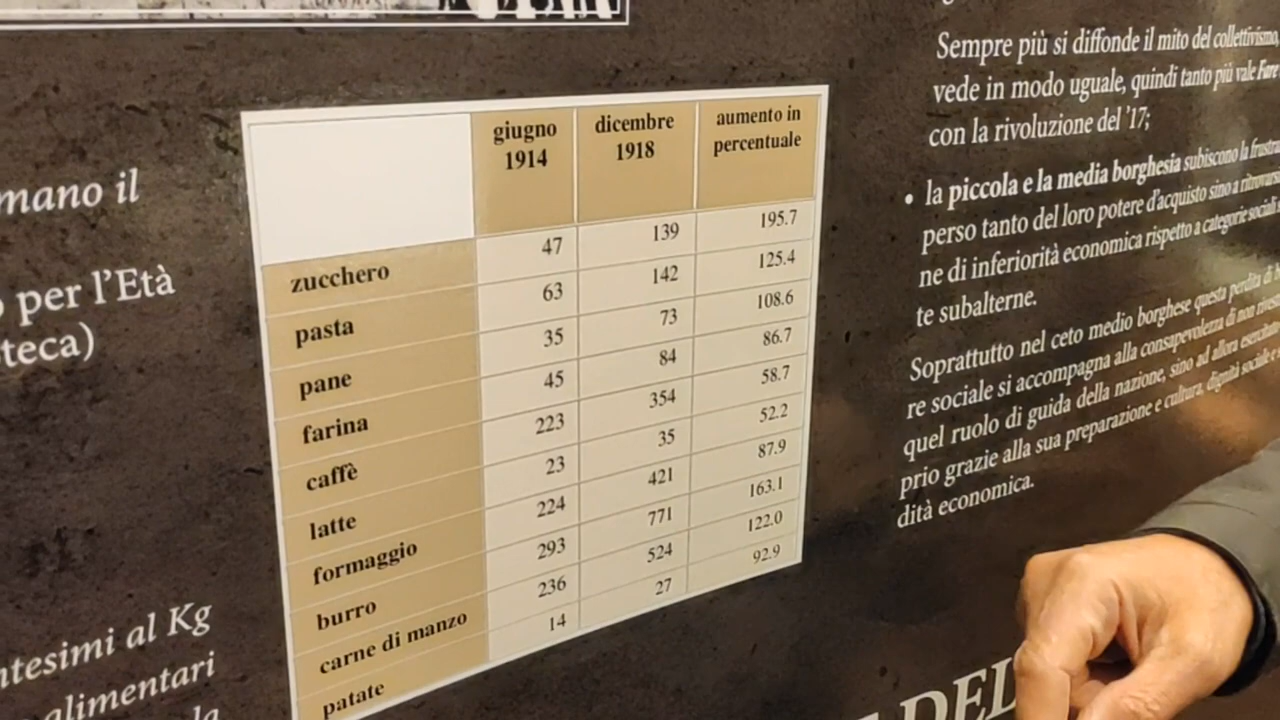 mano il
per l'Età
teca)
ntesimi al Kg
alimentari
giugno 1914 dicembre 1918 aumento in percentuale
zucchero 47 139 195.7
pasta 63 142 125.4
pane 35 73 108.6
farina 45 84 86.7
caffè 223 354 58.7
latte 23 35 52.2
formaggio 224 421 87.9
burro 293 771 163.1
carne di manzo 236 524 122.0
patate 14 27 92.9
Sempre più si diffonde il mito del collettivismo,
vede in modo uguale, quindi tanto più vale Fare
con la rivoluzione del '17;
• la piccola e la media borghesia subiscono la frustra
perso tanto del loro potere d'acquisto sino a ritrovarsi
ne di inferiorità economica rispetto a categorie sociali
te subalterne.
Soprattutto nel ceto medio borghese questa perdita di
re sociale si accompagna alla consapevolezza di non
quel ruolo di guida della nazione, sino ad allora
prio grazie alla sua preparazione e cultura, dignità sociale e
dità economica.
DEL